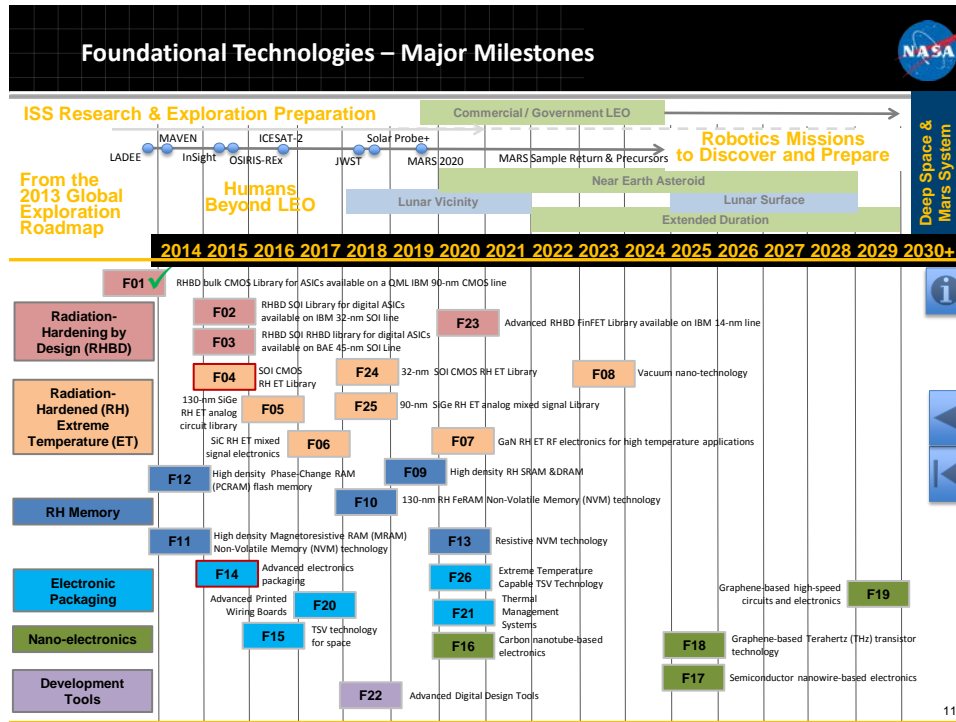 Foundational Technologies – Major Milestones
NASA
ISS Research & Exploration Preparation
Commercial / Government LEO
MAVEN
ICESAT-2
Solar Probe+
LADEE
InSight
OSIRIS-REx
JWST
MARS 2020
MARS Sample Return & Precursors
Robotics Missions
to Discover and Prepare
Deep Space &
Mars System
From the
2013 Global
Exploration
Roadmap
Humans
Beyond LEO
Near Earth Asteroid
Lunar Vicinity
Lunar Surface
Extended Duration
2014 2015 2016 2017 2018 2019 2020 2021 2022 2023 2024 2025 2026 2027 2028 2029 2030+
F01
RHBD bulk CMOS Library for ASICs available on a QML IBM 90-nm CMOS line
Radiation-
Hardening by
Design (RHBD)
F02
RHBD SOI Library for digital ASICs
available on IBM 32-nm SOI line
F03
RHBD SOI RHBD library for digital ASICs
available on BAE 45-nm SOI Line
F23
Advanced RHBD FinFET Library available on IBM 14-nm line
Radiation-
Hardened (RH)
Extreme
Temperature (ET)
F04
SOI CMOS
RH ET Library
F24
32-nm SOI CMOS RH ET Library
F08
Vacuum nano-technology
130-nm SiGe
RH ET analog
circuit library
F05
F25
90-nm SiGe RH ET analog mixed signal Library
SiC RH ET mixed
signal electronics
F06
F07
GaN RH ET RF electronics for high temperature applications
RH Memory
F12
High density Phase-Change RAM
(PCRAM) flash memory
F09
High density RH SRAM &DRAM
F10
130-nm RH FeRAM Non-Volatile Memory (NVM) technology
F11
High density Magnetoresistive RAM (MRAM)
Non-Volatile Memory (NVM) technology
F13
Resistive NVM technology
Electronic
Packaging
F14
Advanced electronics
packaging
F26
Extreme Temperature
Capable TSV Technology
Advanced Printed
Wiring Boards
F20
F21
Thermal
Management
Systems
Graphene-based high-speed
circuits and electronics
F19
F15
TSV technology
for space
Nano-electronics
F16
Carbon nanotube-based
electronics
F18
Graphene-based Terahertz (THz) transistor
technology
F17
Semiconductor nanowire-based electronics
Development
Tools
F22
Advanced Digital Design Tools
11